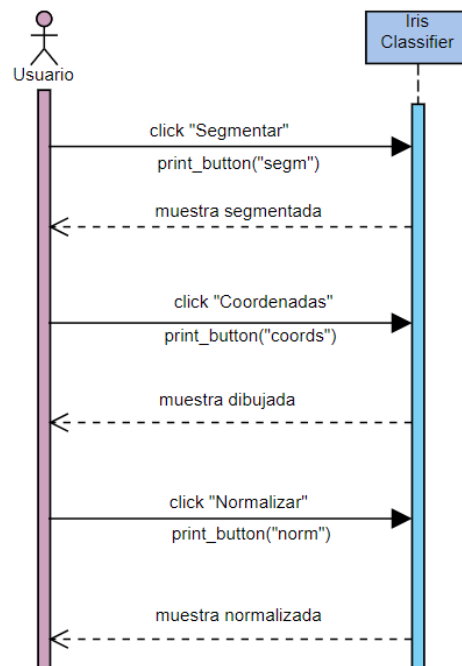 Iris
Classifier
Usuario
click "Segmentar"
print_button("segm")
muestra segmentada
click "Coordenadas"
print_button("coords")
muestra dibujada
click "Normalizar"
print_button("norm")
muestra normalizada